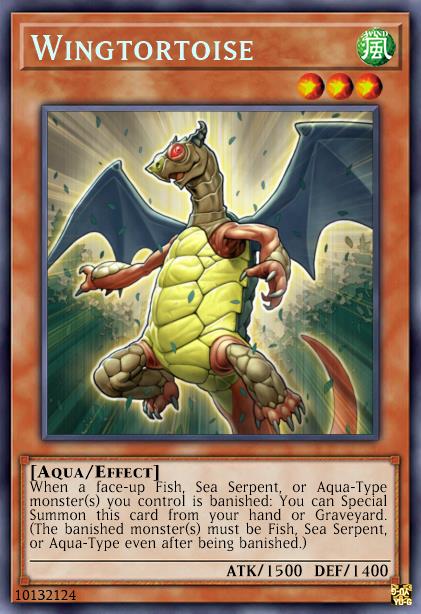 WINGTORTOISE
WIND
風
[AQUA/EFFECT]
When a face-up Fish, Sea Serpent, or Aqua-Type
monster(s) you control is banished: You can Special
Summon this card from your hand or Graveyard.
(The banished monster(s) must be Fish, Sea Serpent,
or Aqua-Type even after being banished.)
ATK/1500 DEF/1400
10132124